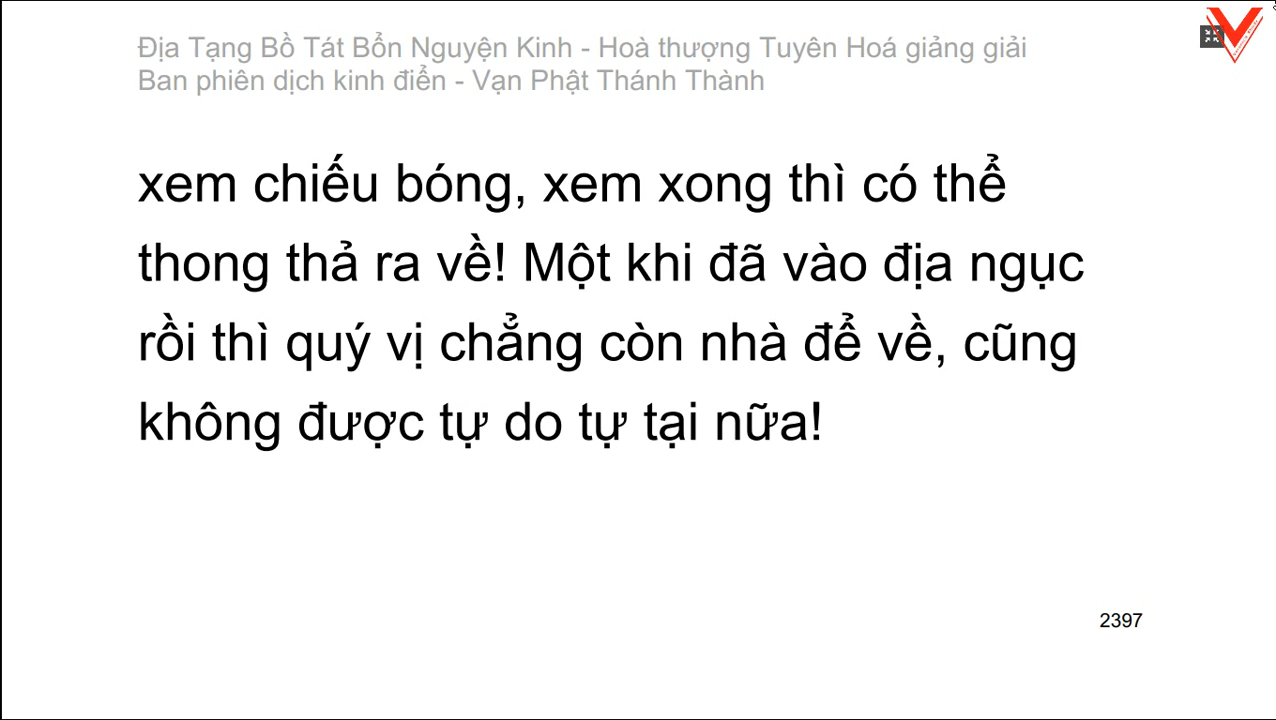 Địa Tạng Bồ Tát Bổn Nguyện Kinh - Hoà thượng Tuyên Hoá giảng giải
Ban phiên dịch kinh điển - Vạn Phật Thánh Thành
xem chiếu bóng, xem xong thì có thể
thong thả ra về! Một khi đã vào địa ngục
rồi thì quý vị chẳng còn nhà để về, cũng
không được tự do tự tại nữa!
2397